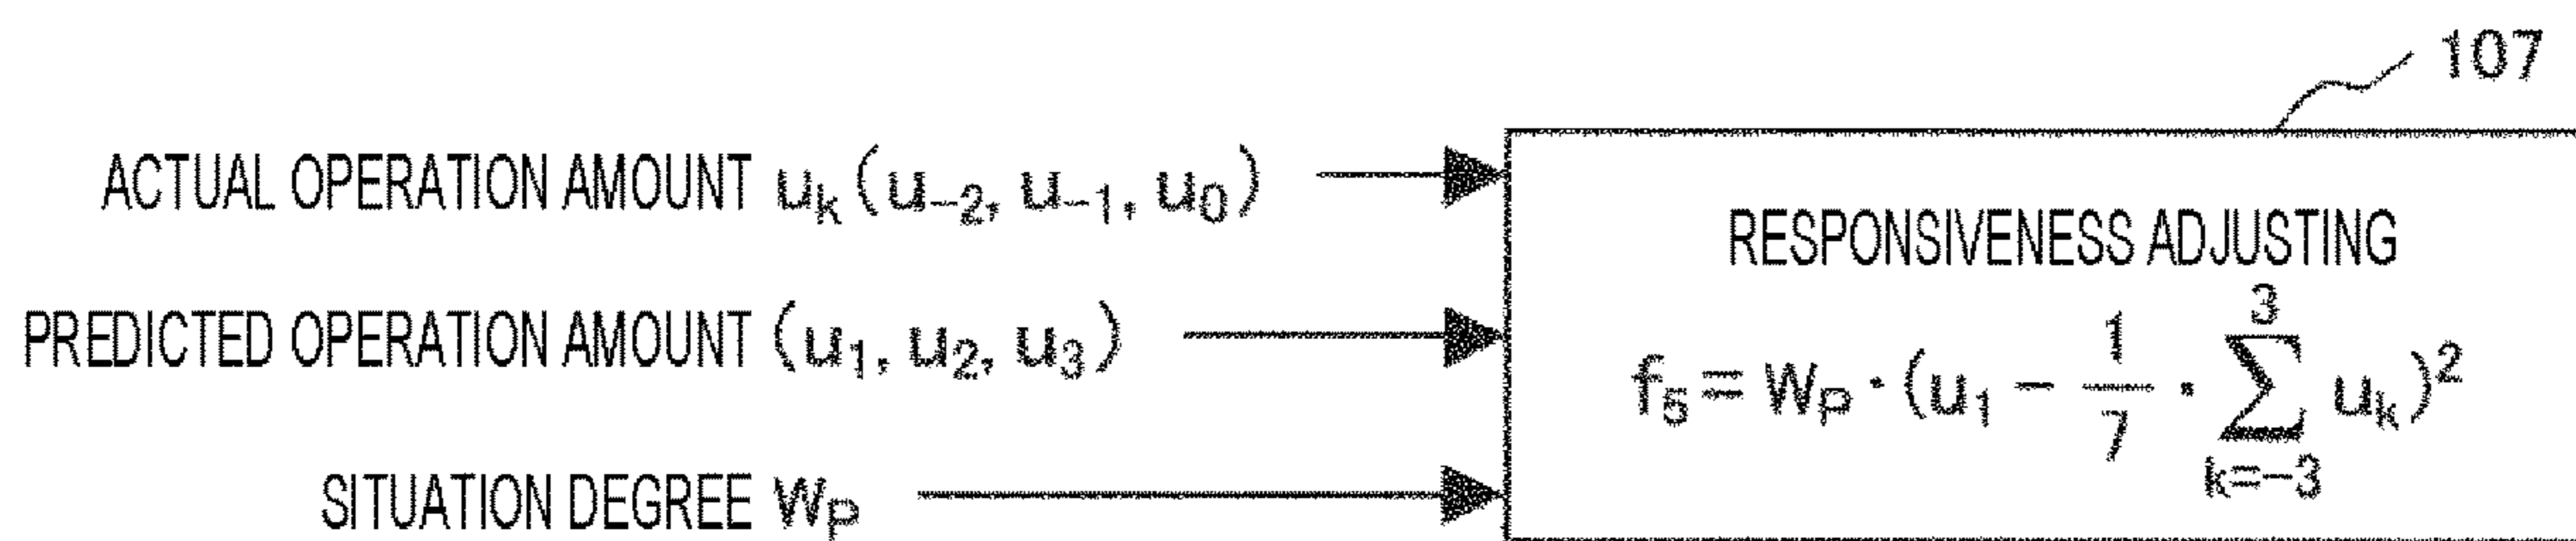 107
ACTUAL OPERATION AMOUNT uₖ(u₋₂, u₋₁, u₀)
PREDICTED OPERATION AMOUNT (u₁, u₂, u₃)
SITUATION DEGREE Wₚ
RESPONSIVENESS ADJUSTING
f₅ = Wₚ · (u₁ − 1/7 · ∑_{k=−3}^{3} uₖ)²